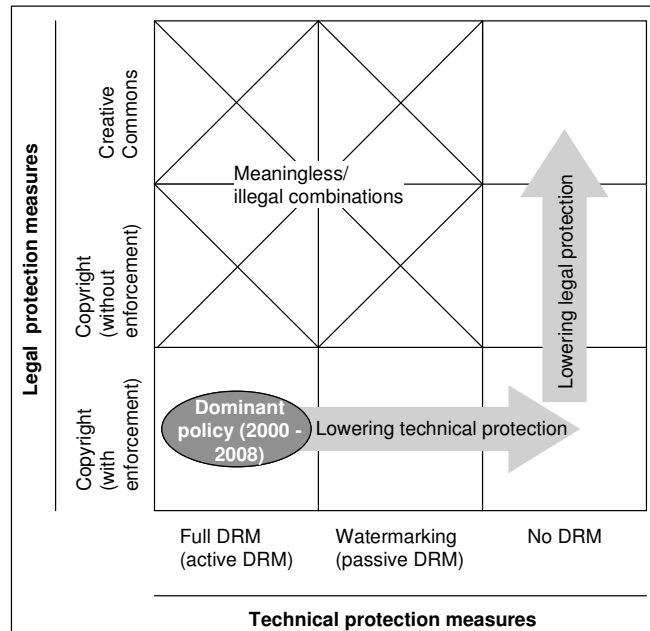 Legal protection measures
Creative
Commons
Copyright
(without
enforcement)
Copyright
(with
enforcement)
Meaningless/
illegal combinations
Lowering legal protection
Dominant
policy (2000 -
2008)
Lowering technical protection
Full DRM
(active DRM)
Watermarking
(passive DRM)
No DRM
Technical protection measures